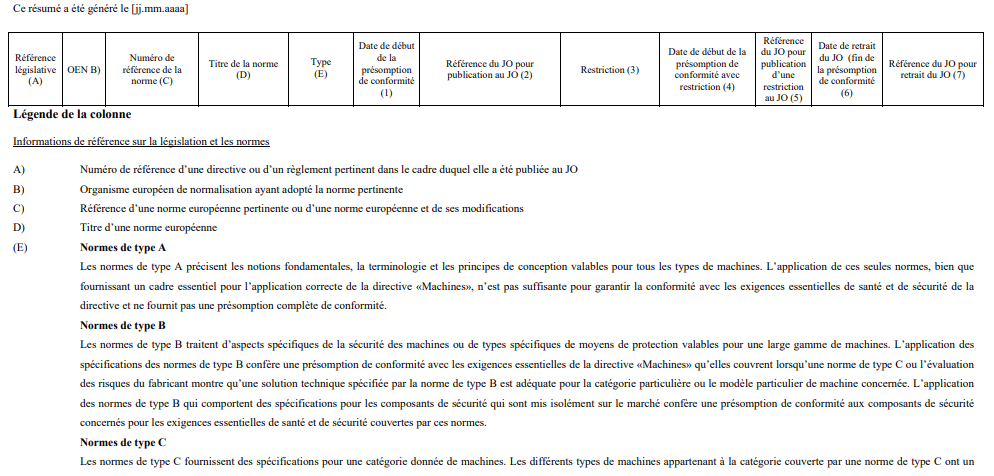 Ce résumé a été généré le [jj.mm.aaaa]
Référence législative (A)
OEN B)
Numéro de référence de la norme (C)
Titre de la norme (D)
Type (E)
Date de début de la présomption de conformité (1)
Référence du JO pour publication au JO (2)
Restriction (3)
Date de début de la présomption de conformité avec restriction (4)
Référence du JO pour publication d’une restriction au JO (5)
Date de retrait du JO (fin de la présomption de conformité (6)
Référence du JO pour retrait du JO (7)
Légende de la colonne
Informations de référence sur la législation et les normes
A) Numéro de référence d’une directive ou d’un règlement pertinent dans le cadre duquel elle a été publiée au JO
B) Organisme européen de normalisation ayant adopté la norme pertinente
C) Référence d’une norme européenne pertinente ou d’une norme européenne et de ses modifications
D) Titre d’une norme européenne
(E) Normes de type A
Les normes de type A précisent les notions fondamentales, la terminologie et les principes de conception valables pour tous les types de machines. L’application de ces seules normes, bien que
fournissant un cadre essentiel pour l’application correcte de la directive «Machines», n’est pas suffisante pour garantir la conformité avec les exigences essentielles de santé et de sécurité de la
directive et ne fournit pas une présomption complète de conformité.
Normes de type B
Les normes de type B traitent d’aspects spécifiques de la sécurité des machines ou de types spécifiques de moyens de protection valables pour une large gamme de machines. L’application des
spécifications des normes de type B confère une présomption de conformité avec les exigences essentielles de la directive «Machines» qu’elles couvrent lorsqu’une norme de type C ou l’évaluation
des risques du fabricant montre qu’une solution technique spécifiée par la norme de type B est adéquate pour la catégorie particulière ou le modèle particulier de machine concernée. L’application
des normes de type B qui comportent des spécifications pour les composants de sécurité qui sont mis isolément sur le marché confère une présomption de conformité aux composants de sécurité
concernés pour les exigences essentielles de santé et de sécurité couvertes par ces normes.
Normes de type C
Les normes de type C fournissent des spécifications pour une catégorie donnée de machines. Les différents types de machines appartenant à la catégorie couverte par une norme de type C ont un